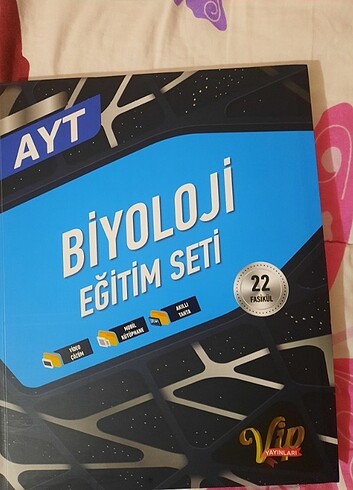 AYT
BİYOLOJİ
EĞİTİM SETİ
22
FASİKÜL
VİDEO
ÇÖZÜM
MOBİL
KÜTÜPHANE
AKILLI
TAHTA
Vip
YAYINLARI